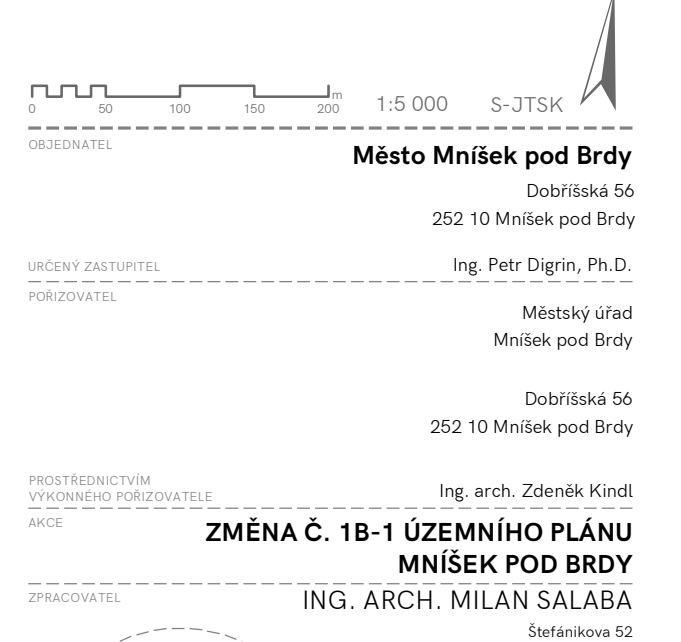 m
0 50 100 150 200
1:5 000 S-JTSK
OBJEDNATEL
Město Mníšek pod Brdy
Dobříšská 56
252 10 Mníšek pod Brdy
URČENÝ ZASTUPITEL
Ing. Petr Digrin, Ph.D.
POŘIZOVATEL
Městský úřad
Mníšek pod Brdy
Dobříšská 56
252 10 Mníšek pod Brdy
PROSTŘEDNICTVÍM
VÝKONNÉHO POŘIZOVATELE
Ing. arch. Zdeněk Kindl
AKCE
ZMĚNA Č. 1B-1 ÚZEMNÍHO PLÁNU
MNÍŠEK POD BRDY
ZPRACOVATEL
ING. ARCH. MILAN SALABA
Štefánikova 52